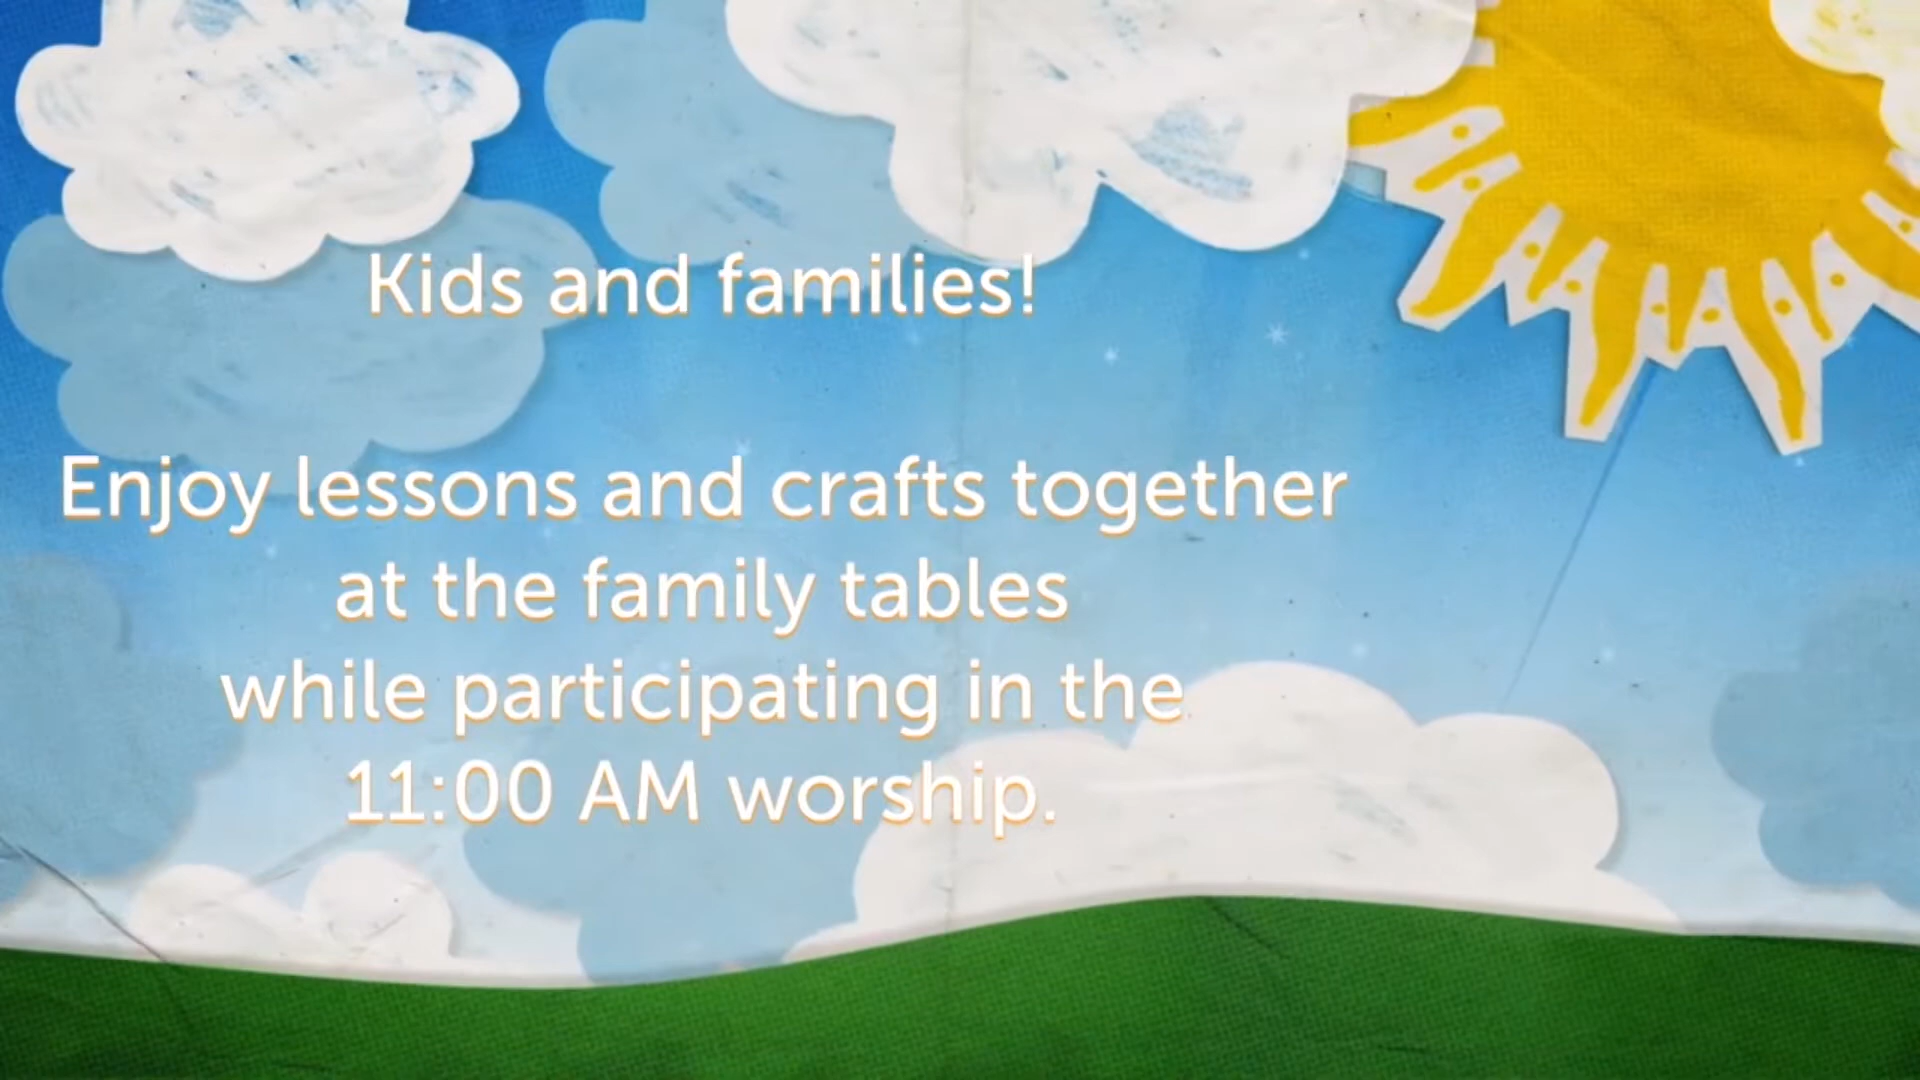 Kids and families!
Enjoy lessons and crafts together
at the family tables
while participating in the
11:00 AM worship.